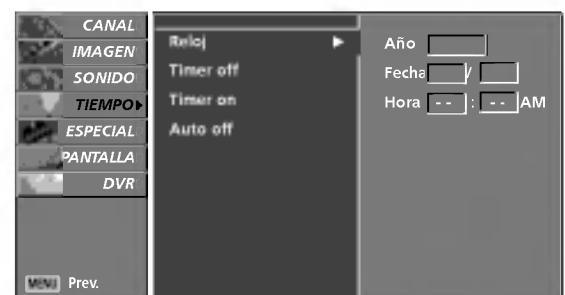 CANAL
IMAGEN
SONIDO
TIEMPO
ESPECIAL
PANTALLA
DVR
MENU Prev.
Reloj
Timer off
Timer on
Auto off
Año
Fecha /
Hora -- : -- AM